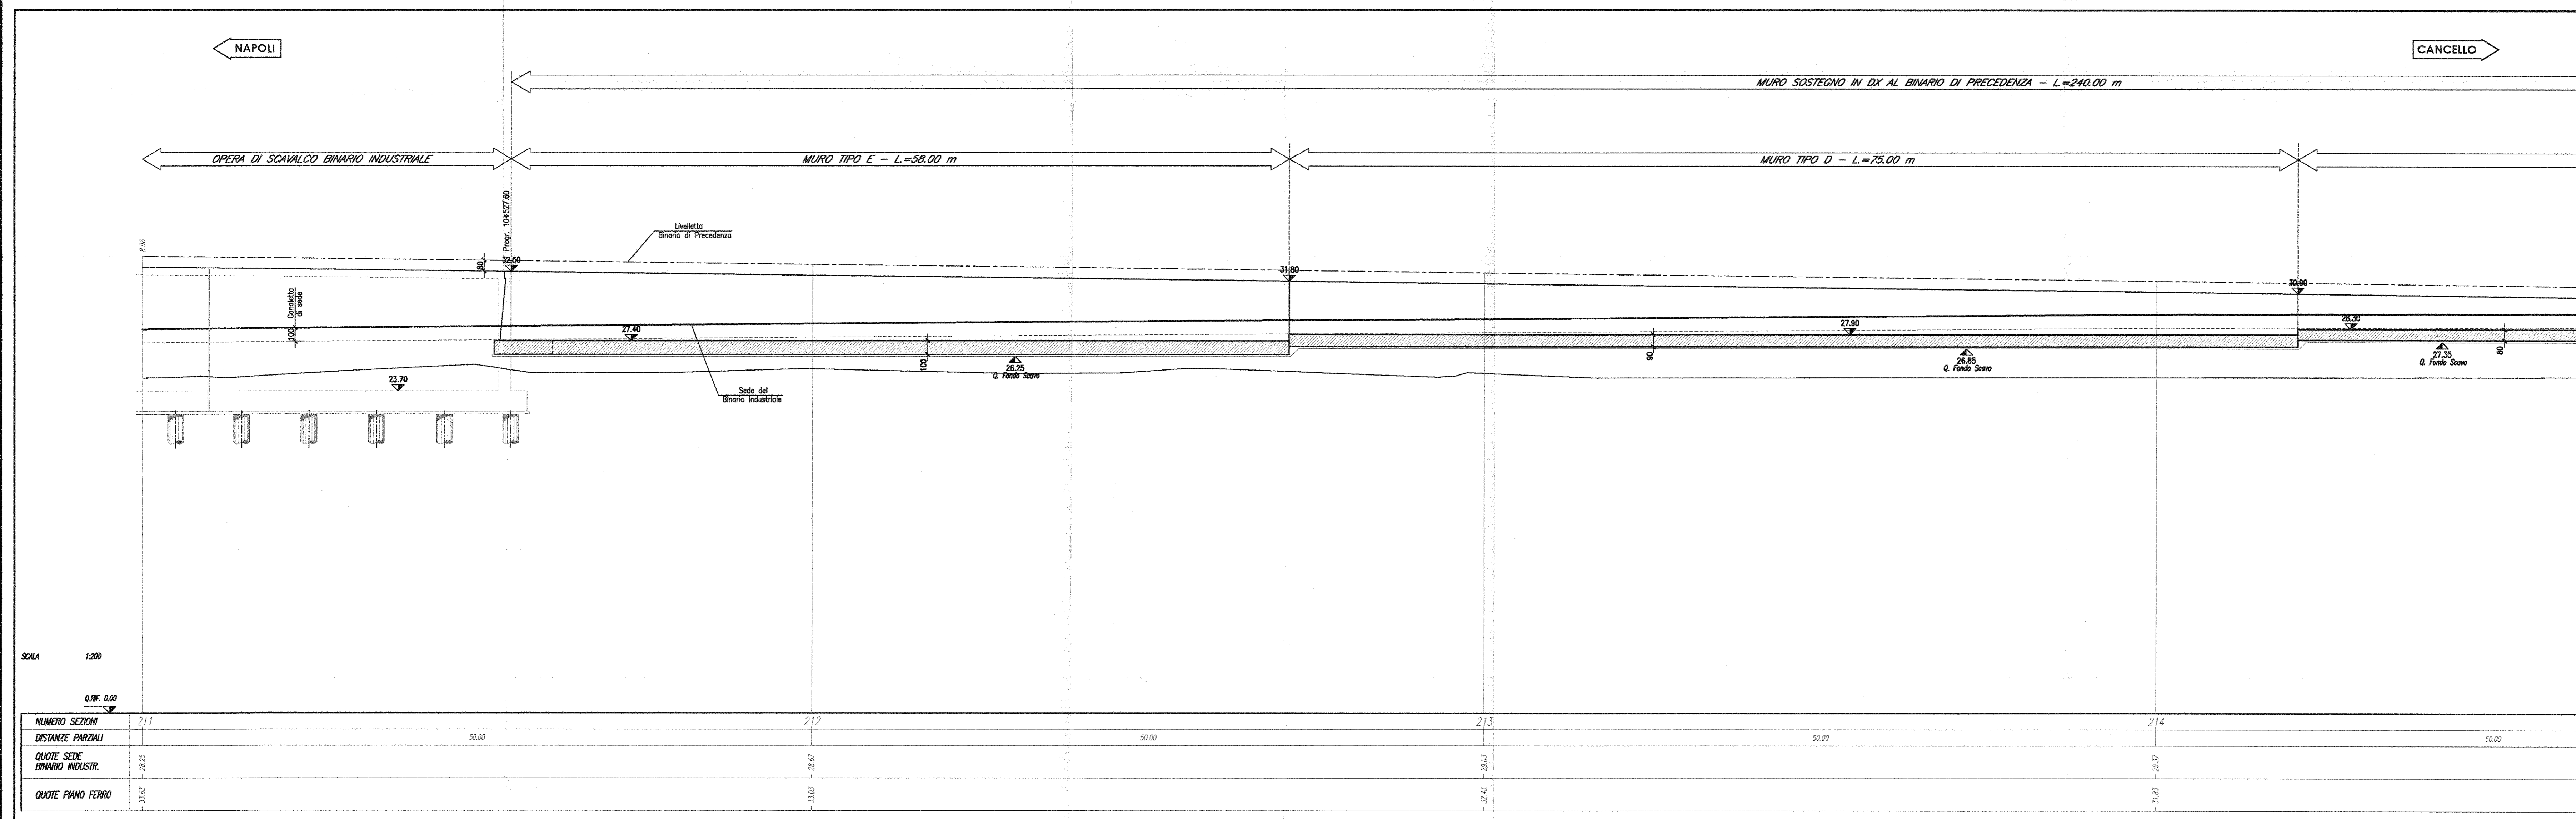 NAPOLI
CANCELLO
MURO SOSTEGNO IN DX AL BINARIO DI PRECEDENZA - L.=240.00 m
OPERA DI SCAVALCO BINARIO INDUSTRIALE
MURO TIPO E - L.=58.00 m
MURO TIPO D - L.=75.00 m
Progr. 10+527.60
8.96
Livelletta
Binario di Precedenza
80
32.50
31.80
30.90
Canaletta
di sede
100
27.40
27.90
28.30
100
90
80
26.25
Q. Fondo Scavo
26.85
Q. Fondo Scavo
27.35
Q. Fondo Scavo
23.70
Sede del
Binario Industriale
SCALA 1:200
Q.RIF. 0.00
NUMERO SEZIONI 211 212 213 214
DISTANZE PARZIALI 50.00 50.00 50.00 50.00
QUOTE SEDE
BINARIO INDUSTR. 28.25 28.67 29.03 29.37
QUOTE PIANO FERRO 33.63 33.03 32.43 31.83